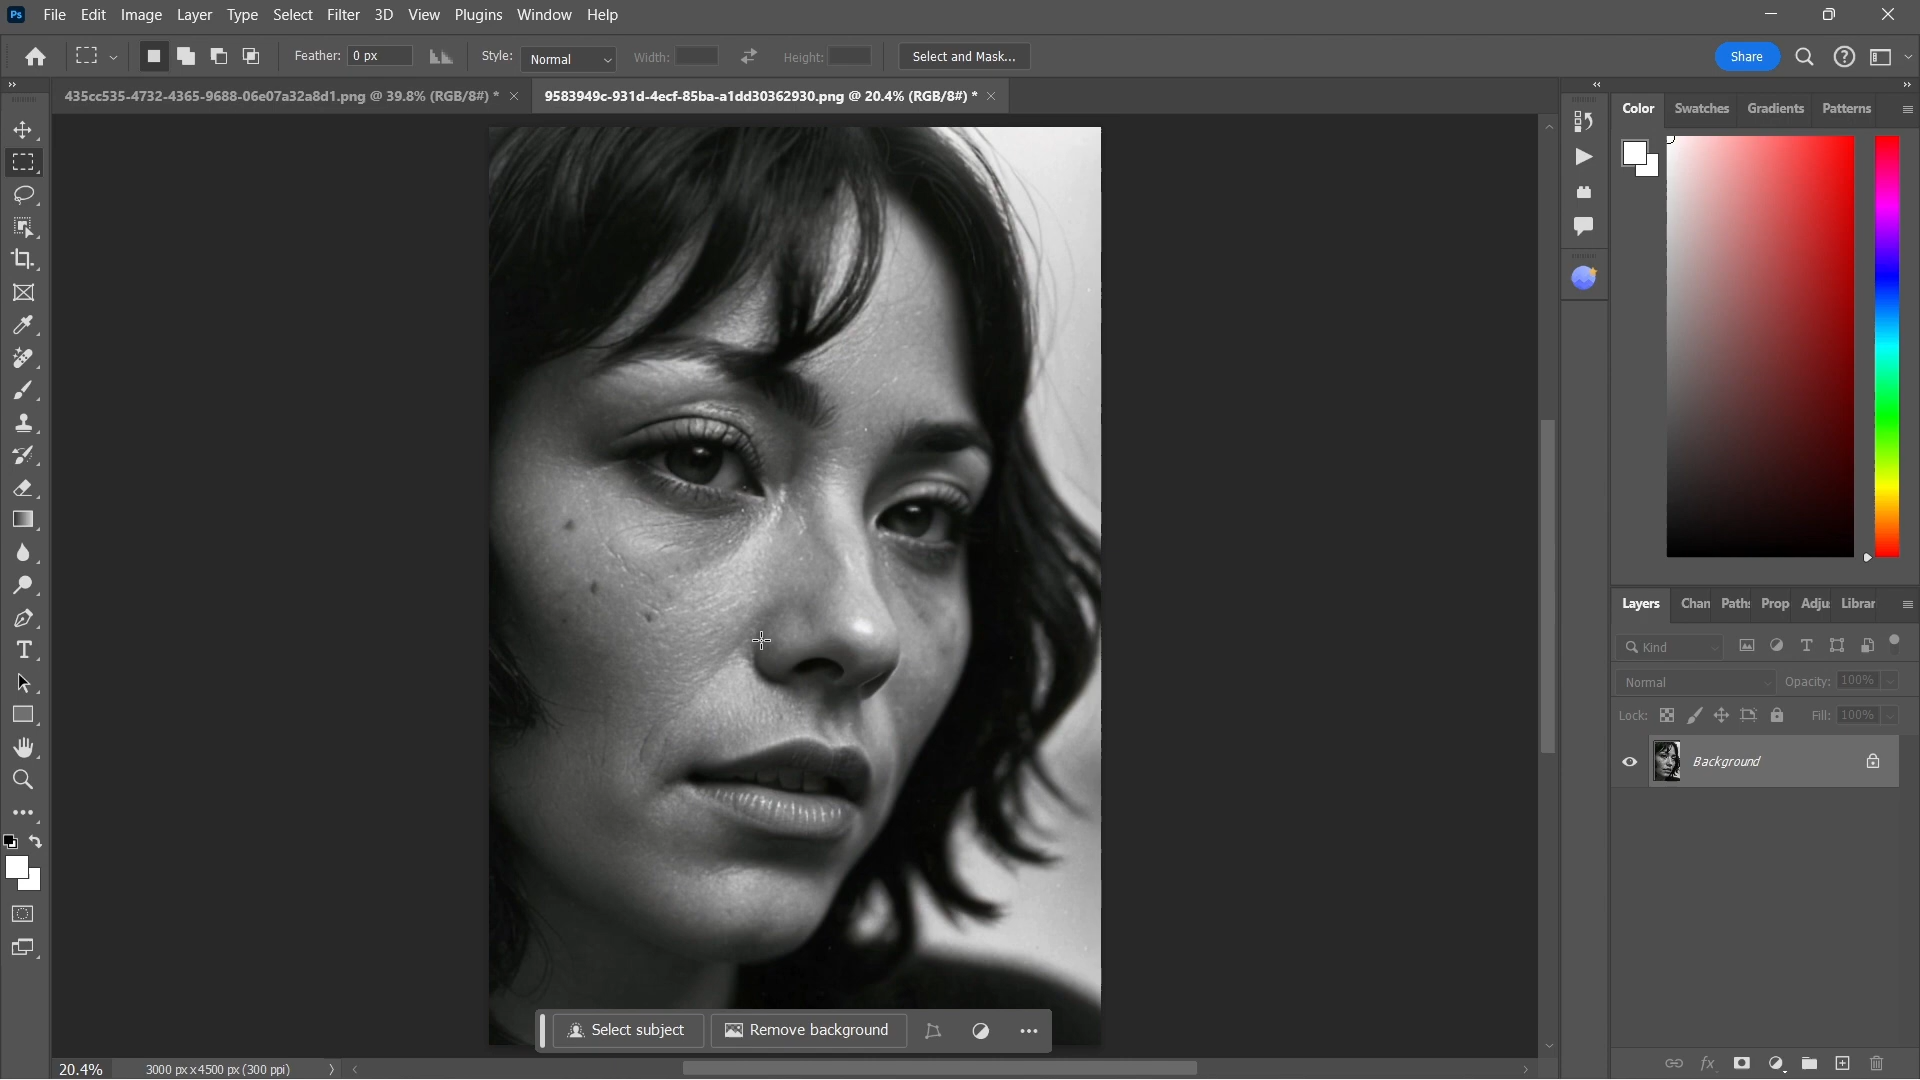 Ps File Edit Image Layer Type Select Filter 3D View Plugins Window Help
Feather: 0 px Style: Normal Width: Height: Select and Mask... Share
435cc535-4732-4365-9688-06e07a32a8d1.png @ 39.8% (RGB/8#) * 9583949c-931d-4ecf-85ba-a1dd30362930.png @ 20.4% (RGB/8#) *
Color Swatches Gradients Patterns
Layers Chan Paths Prop Adju Librar
Kind
Normal Opacity: 100%
Lock: Fill: 100%
Background
Select subject Remove background
20.4% 3000 px x 4500 px (300 ppi)
fx